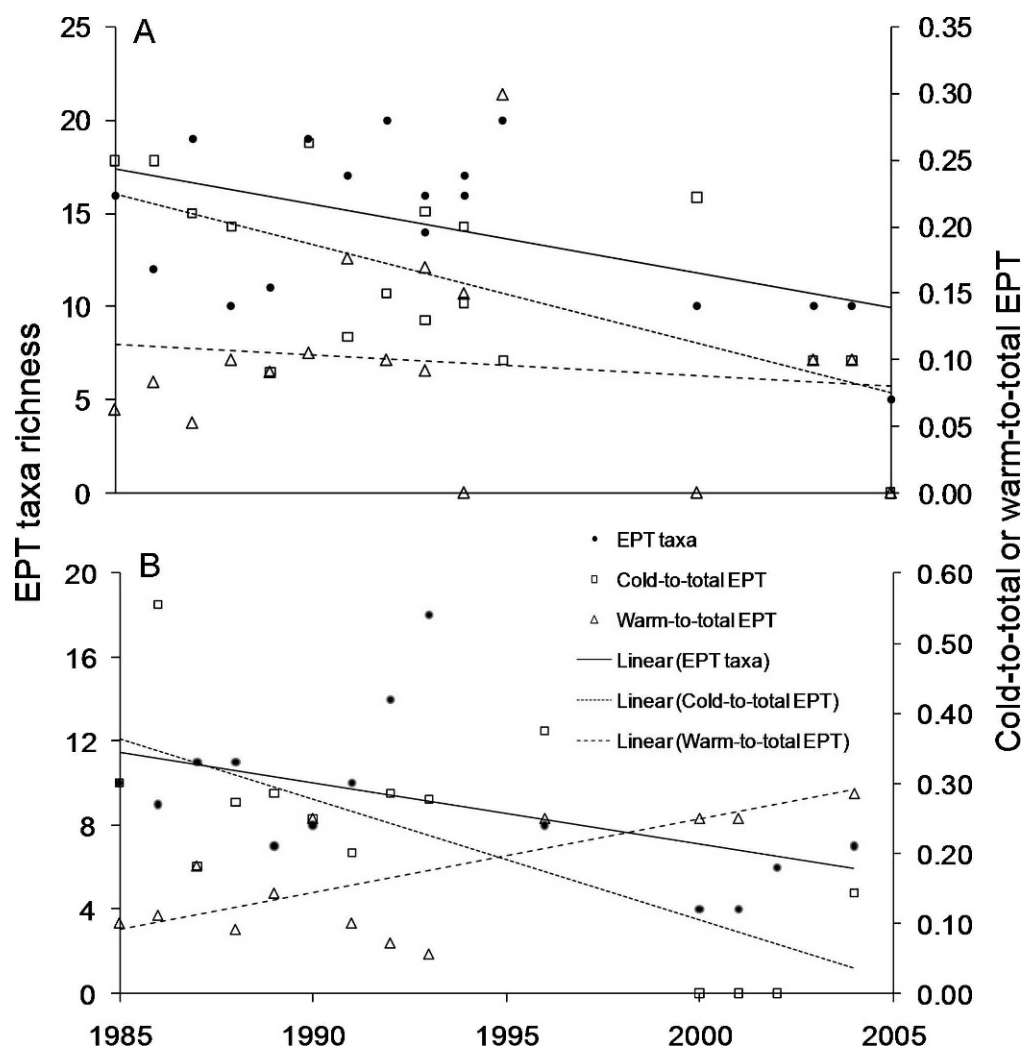 A
25
20
15
10
5
0
0.35
0.30
0.25
0.20
0.15
0.10
0.05
0.00
EPT taxa richness
Cold-to-total or warm-to-total EPT
B
20
16
12
8
4
0
EPT taxa
Cold-to-total EPT
Warm-to-total EPT
Linear (EPT taxa)
Linear (Cold-to-total EPT)
Linear (Warm-to-total EPT)
0.60
0.50
0.40
0.30
0.20
0.10
0.00
1985 1990 1995 2000 2005